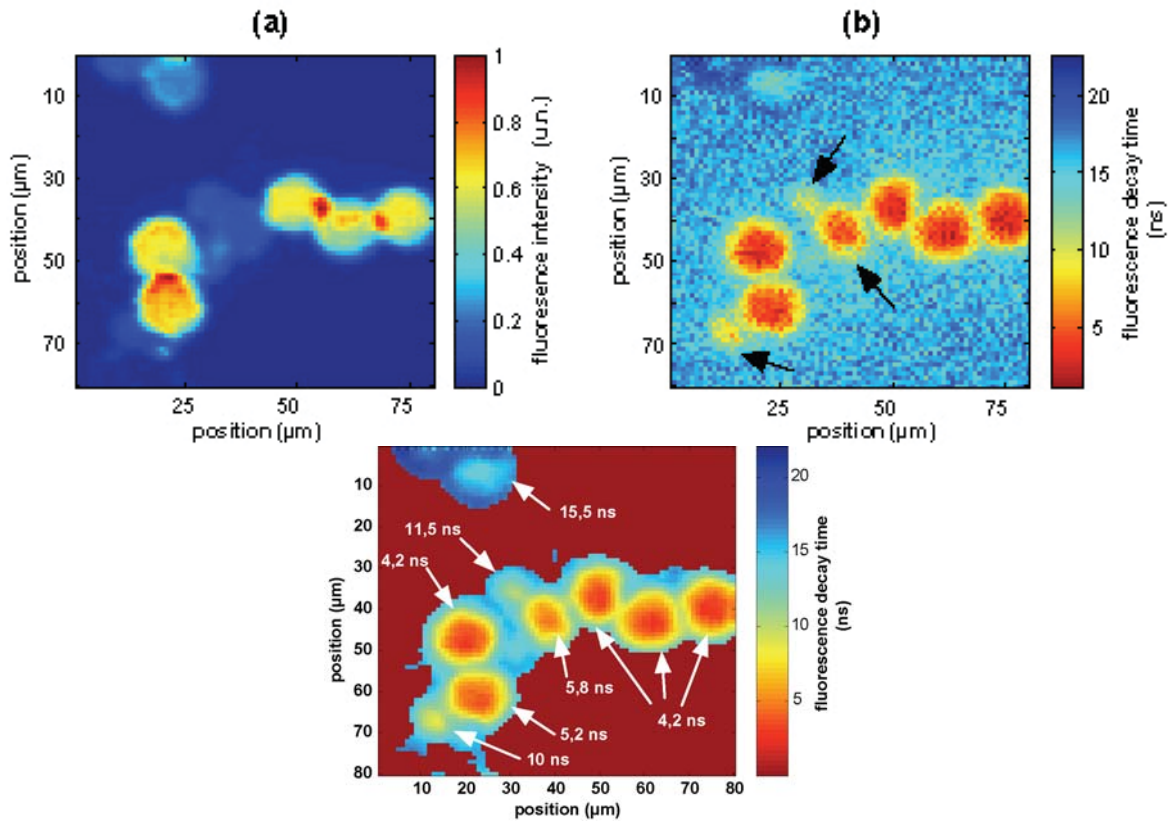 (a)
10
30
50
70
position (µm)
25
50
75
position (µm)
1
0.8
0.6
0.4
0.2
0
fluoresence intensity (u.n.)
(b)
10
30
50
70
position (µm)
25
50
75
position (µm)
20
15
10
5
fluorescence decay time
(ns)
10
20
30
40
50
60
70
80
position (µm)
10
20
30
40
50
60
70
80
position (µm)
15,5 ns
11,5 ns
4,2 ns
5,8 ns
4,2 ns
5,2 ns
10 ns
20
15
10
5
fluorescence decay time
(ns)